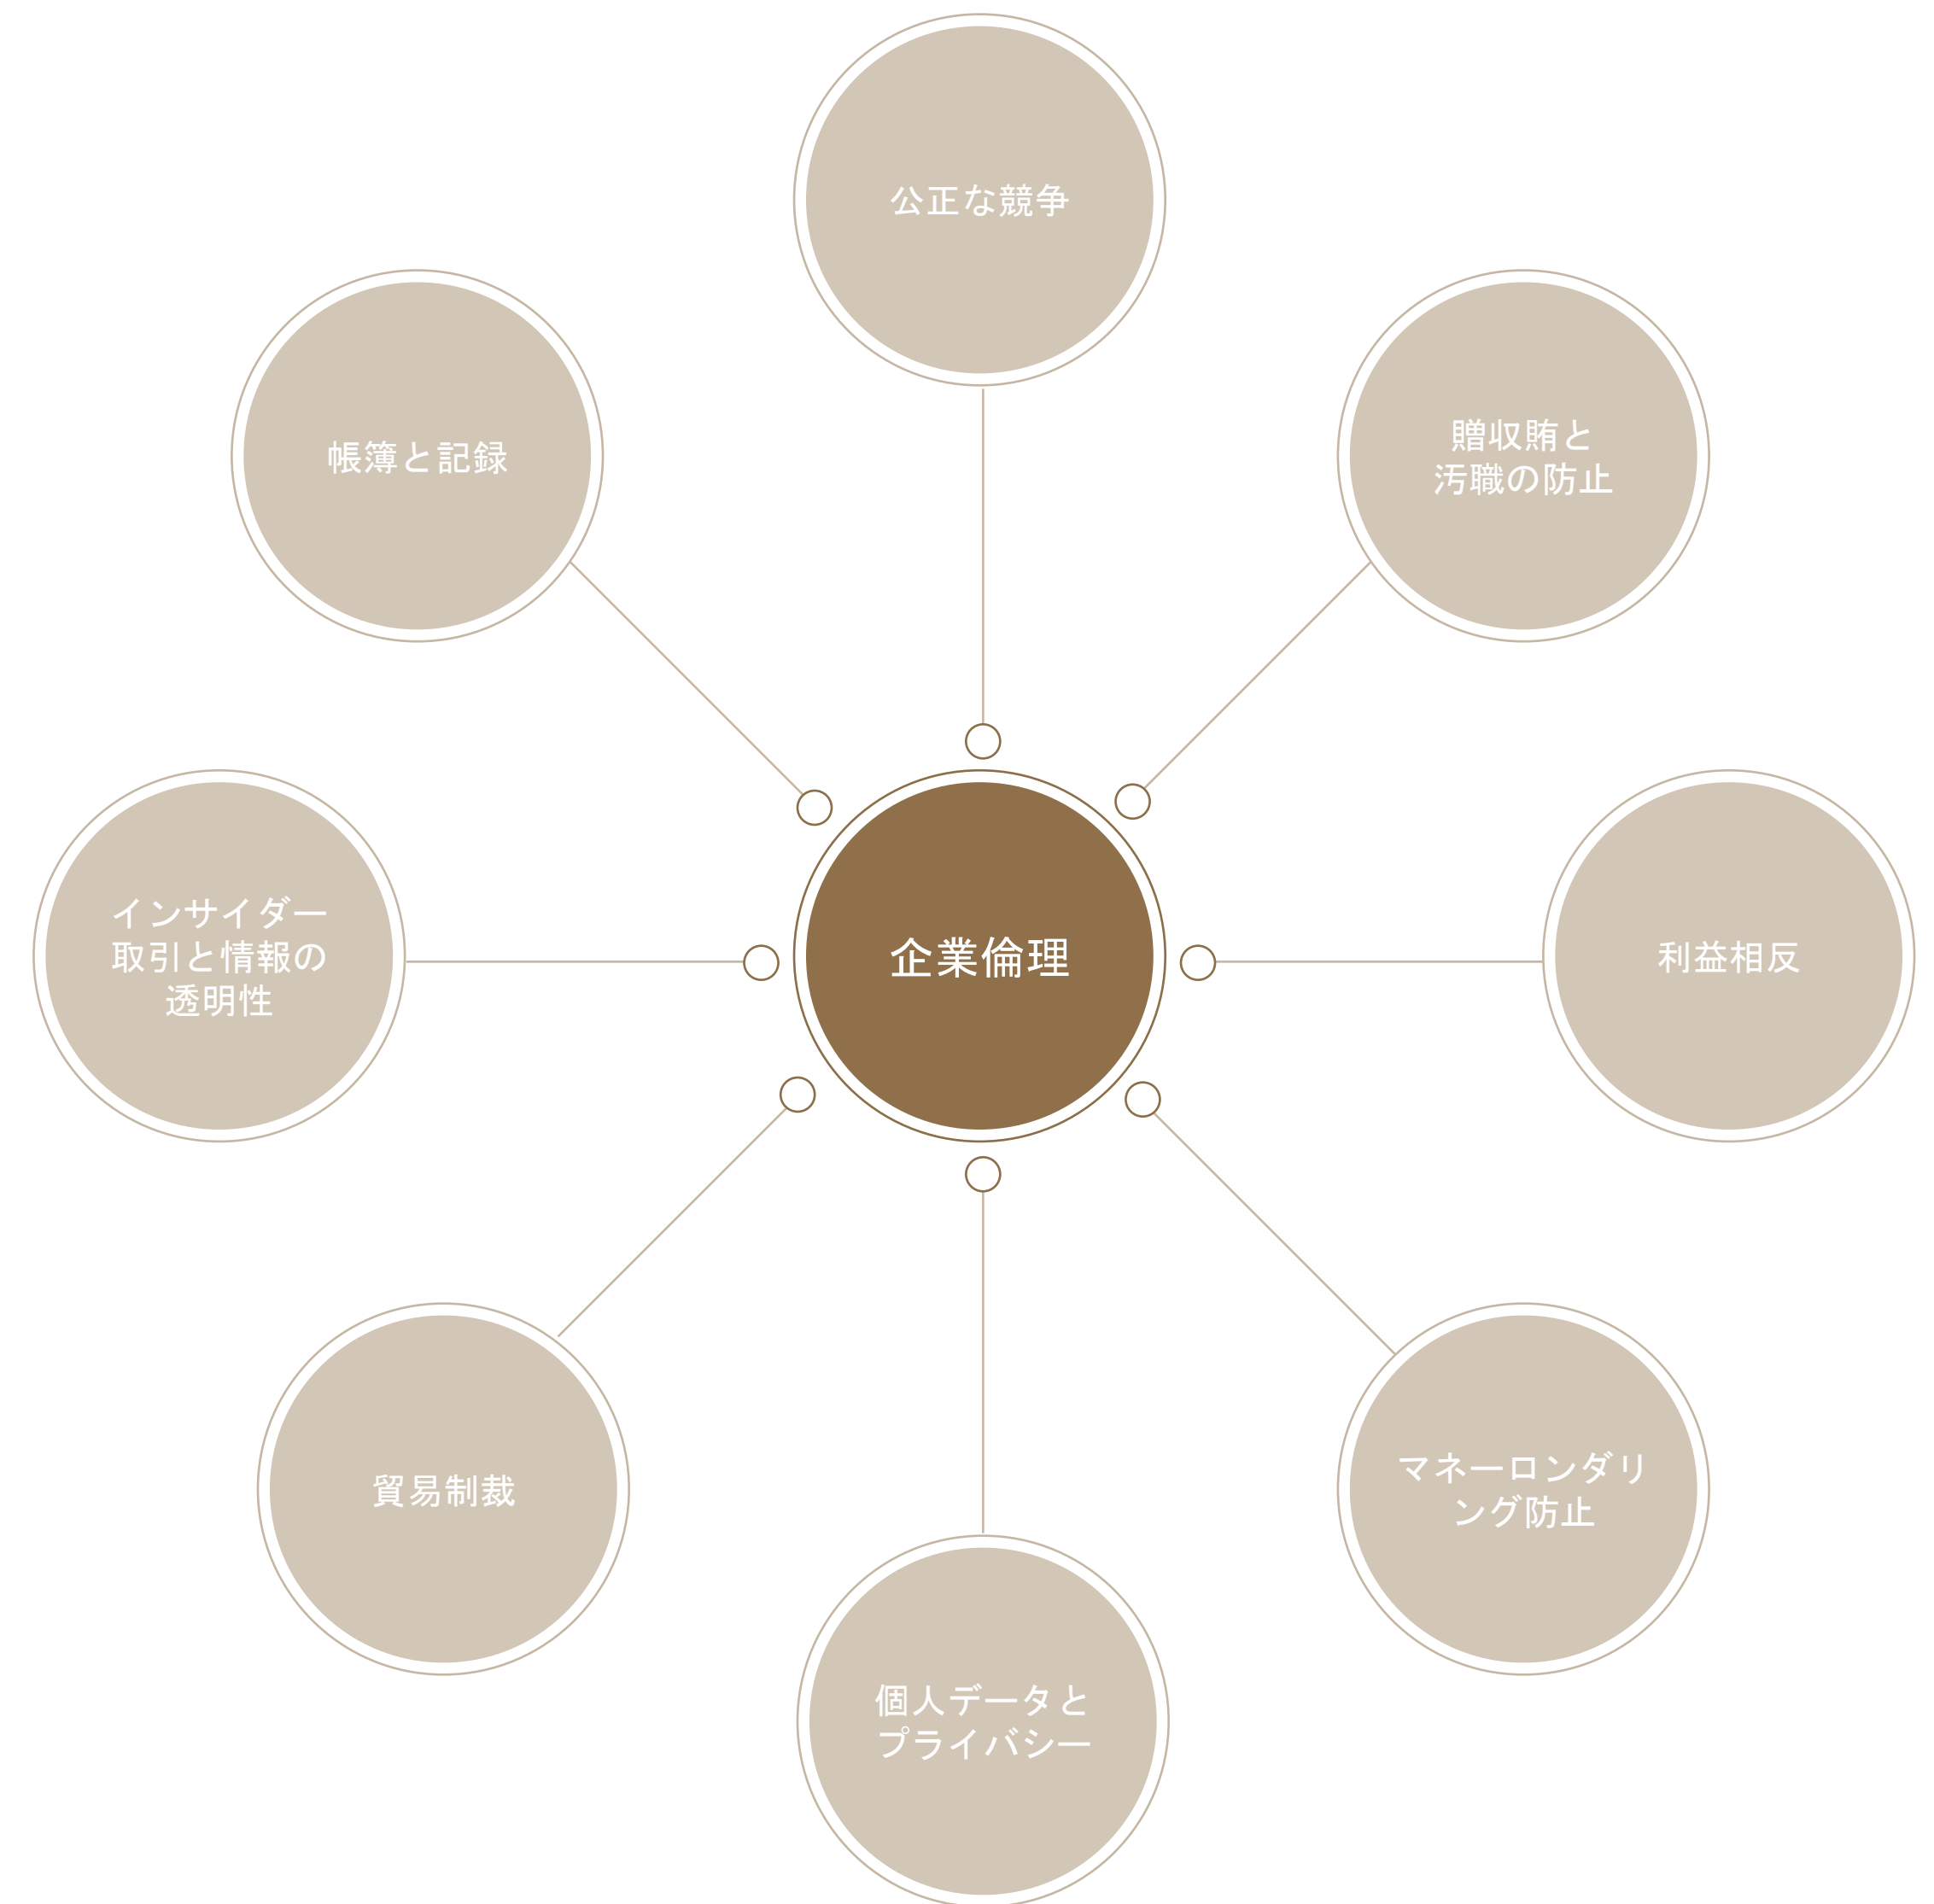 公正な競争
帳簿と記録
贈収賄と
汚職の防止
インサイダー
取引と情報の
透明性
企業倫理
利益相反
貿易制裁
マネーロンダリ
ング防止
個人データと
プライバシー